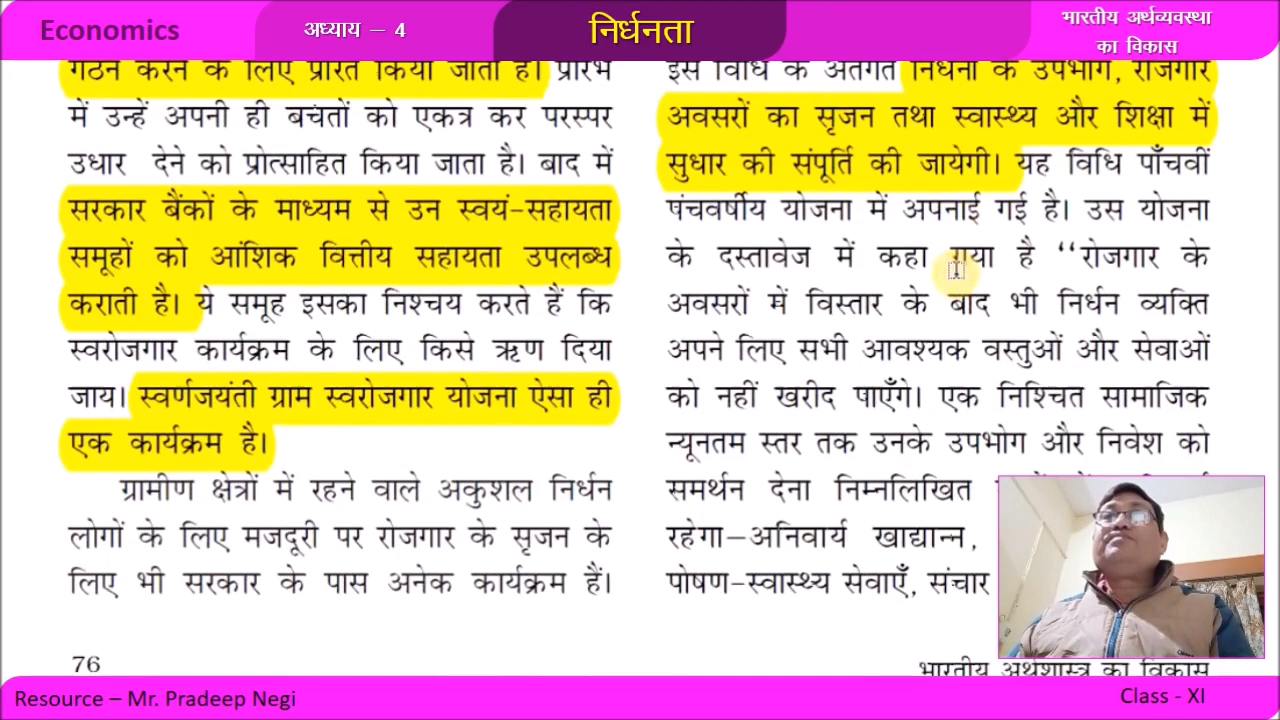 Economics
अध्याय – 4
निर्धनता
भारतीय अर्थव्यवस्था
का विकास
गठन करने के लिए प्रेरित किया जाता है। प्रारंभ
में उन्हें अपनी ही बचतों को एकत्र कर परस्पर
उधार देने को प्रोत्साहित किया जाता है। बाद में
सरकार बैंकों के माध्यम से उन स्वयं-सहायता
समूहों को आंशिक वित्तीय सहायता उपलब्ध
कराती है। ये समूह इसका निश्चय करते हैं कि
स्वरोजगार कार्यक्रम के लिए किसे ऋण दिया
जाय। स्वर्णजयंती ग्राम स्वरोजगार योजना ऐसा ही
एक कार्यक्रम है।
ग्रामीण क्षेत्रों में रहने वाले अकुशल निर्धन
लोगों के लिए मजदूरी पर रोजगार के सृजन के
लिए भी सरकार के पास अनेक कार्यक्रम हैं।
76
इस विधि के अंतर्गत निर्धनों के उपभोग, रोजगार
अवसरों का सृजन तथा स्वास्थ्य और शिक्षा में
सुधार की संपूर्ति की जायेगी। यह विधि पाँचवीं
पंचवर्षीय योजना में अपनाई गई है। उस योजना
के दस्तावेज में कहा गया है ‘‘रोजगार के
अवसरों में विस्तार के बाद भी निर्धन व्यक्ति
अपने लिए सभी आवश्यक वस्तुओं और सेवाओं
को नहीं खरीद पाएँगे। एक निश्चित सामाजिक
न्यूनतम स्तर तक उनके उपभोग और निवेश को
समर्थन देना निम्नलिखित
रहेगा–अनिवार्य खाद्यान्न,
पोषण-स्वास्थ्य सेवाएँ, संचार
भारतीय अर्थशास्त्र का विकास
Resource – Mr. Pradeep Negi
Class - XI